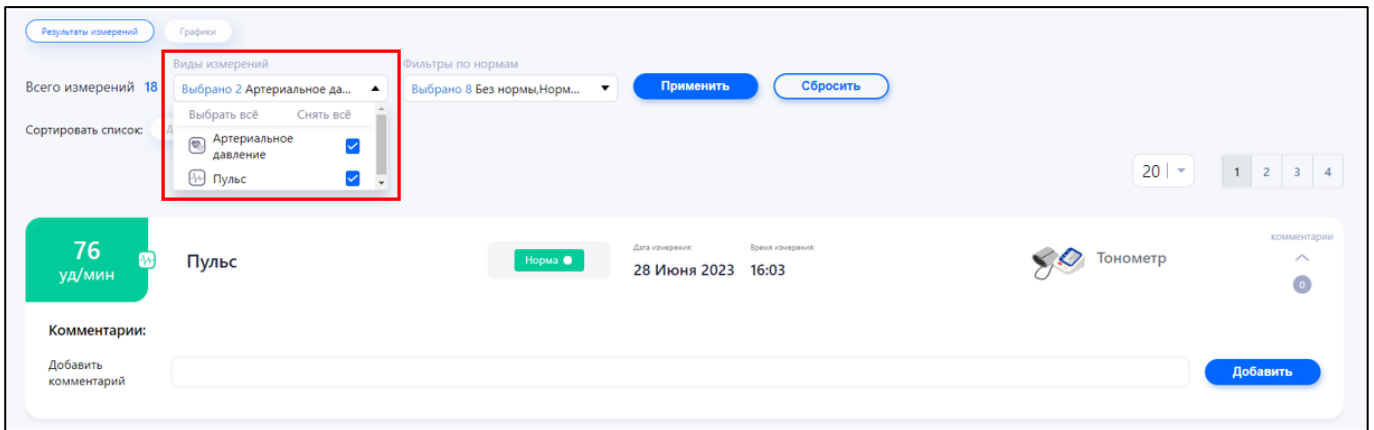 Результаты измерений
Графики
Виды измерений
Фильтры по нормам
Всего измерений 18
Выбрано 2 Артериальное да...
Выбрано 8 Без нормы,Норм...
Применить
Сбросить
Выбрать всё
Снять всё
Сортировать список:
Артериальное
давление
Пульс
20
1 2 3 4
76
уд/мин
Пульс
Норма
Дата измерения:
28 Июня 2023
Время измерения:
16:03
Тонометр
комментарии
0
Комментарии:
Добавить
комментарий
Добавить